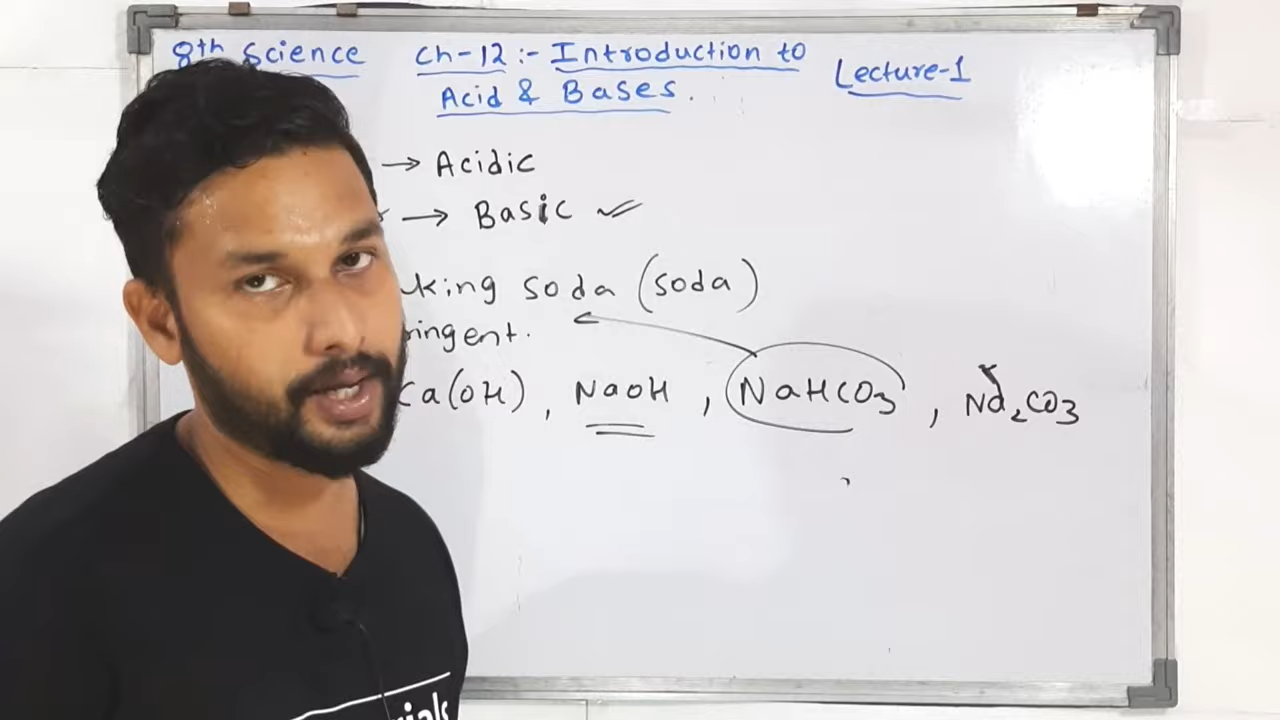 8th Science Ch-12 :- Introduction to Lecture-1
Acid & Bases.
→ Acidic
→ Basic
king soda (soda)
ringent.
Ca(OH) , NaOH , NaHCO3 , Na2CO3
ials